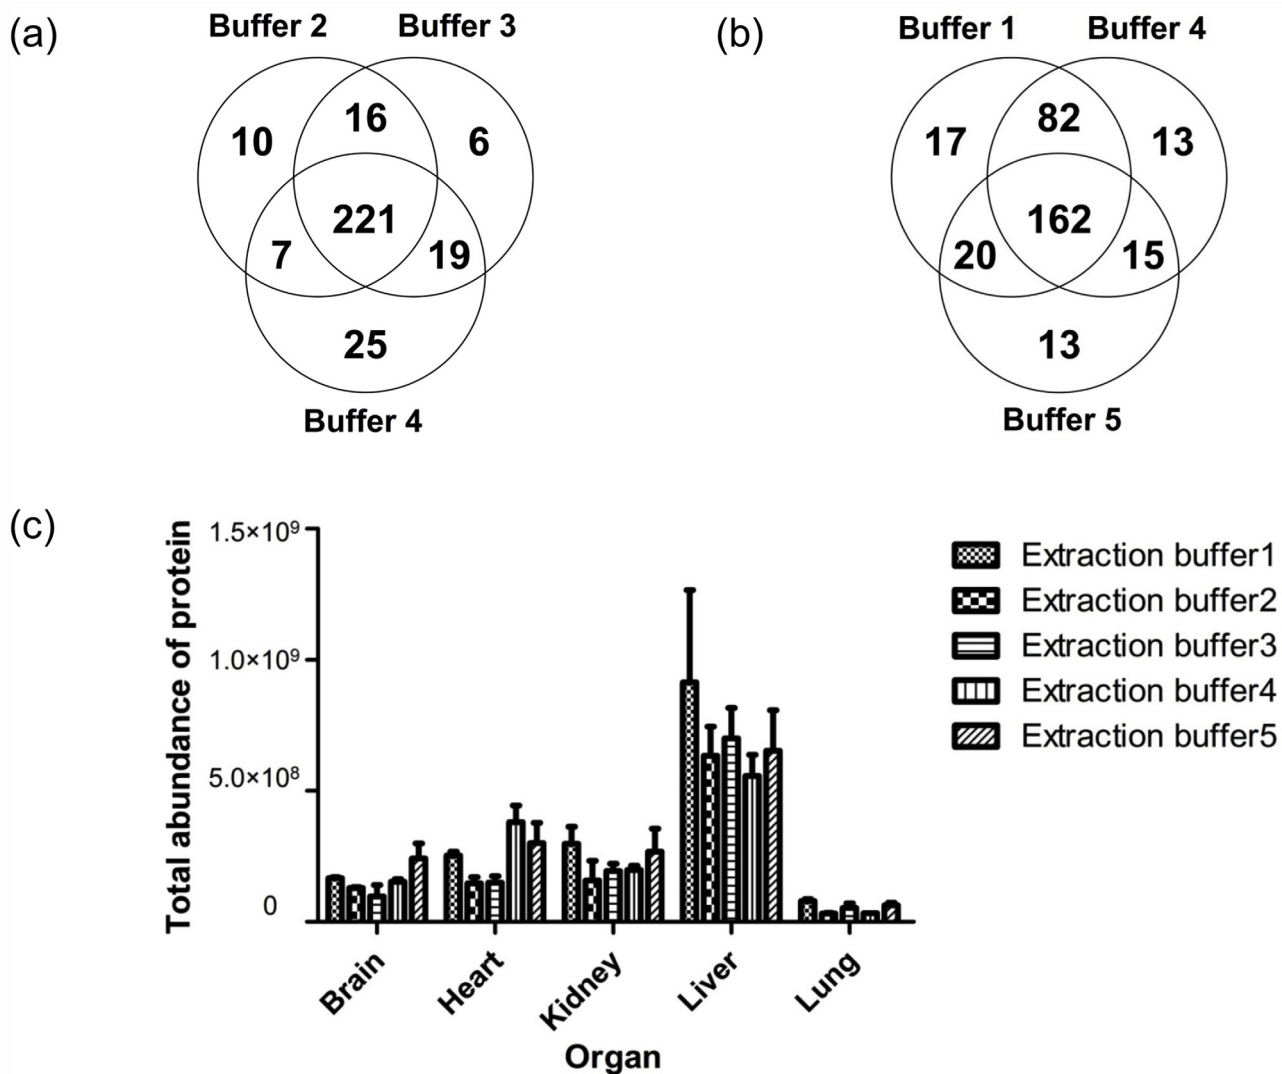 (a)
Buffer 2 Buffer 3
10 16 6
221
7 19
25
Buffer 4
(b)
Buffer 1 Buffer 4
17 82 13
162
20 15
13
Buffer 5
(c)
Total abundance of protein
1.5×10⁹
1.0×10⁹
5.0×10⁸
0
Brain Heart Kidney Liver Lung
Organ
Extraction buffer1
Extraction buffer2
Extraction buffer3
Extraction buffer4
Extraction buffer5